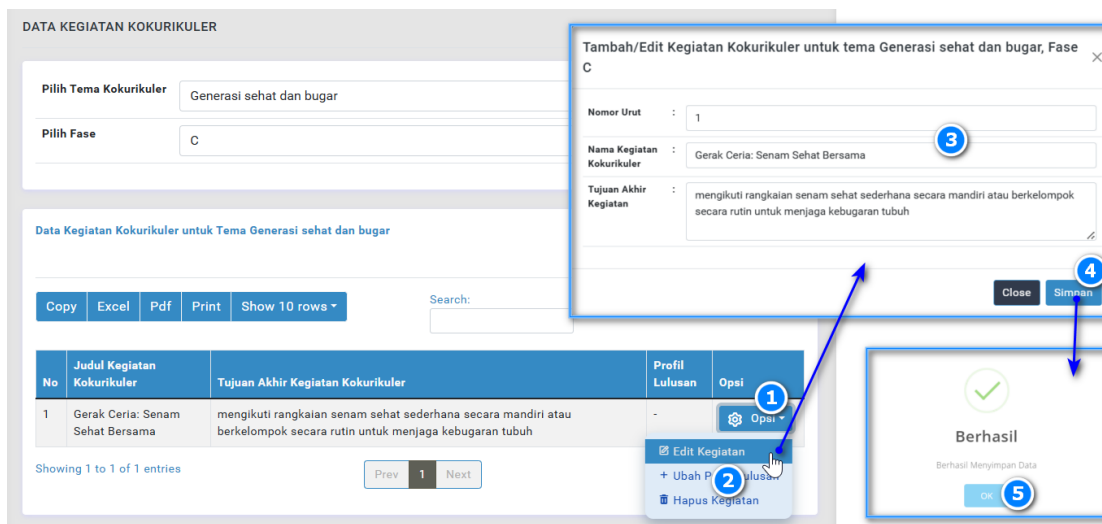 DATA KEGIATAN KOKURIKULER
Pilih Tema Kokurikuler
Generasi sehat dan bugar
Pilih Fase
C
Data Kegiatan Kokurikuler untuk Tema Generasi sehat dan bugar
Copy Excel Pdf Print Show 10 rows
Search:
No Judul Kegiatan Kokurikuler Tujuan Akhir Kegiatan Kokurikuler Profil Lulusan Opsi
1 Gerak Ceria: Senam Sehat Bersama
mengikuti rangkaian senam sehat sederhana secara mandiri atau
berkelompok secara rutin untuk menjaga kebugaran tubuh
-
Opsi
1
Edit Kegiatan
+ Ubah
2
Hapus Kegiatan
Showing 1 to 1 of 1 entries
Prev 1 Next
Tambah/Edit Kegiatan Kokurikuler untuk tema Generasi sehat dan bugar, Fase
C
×
Nomor Urut : 1
3
Nama Kegiatan
Kokurikuler
: Gerak Ceria: Senam Sehat Bersama
Tujuan Akhir
Kegiatan
: mengikuti rangkaian senam sehat sederhana secara mandiri atau berkelompok
secara rutin untuk menjaga kebugaran tubuh
4
Close Simpan
Berhasil
Berhasil Menyimpan Data
OK
5